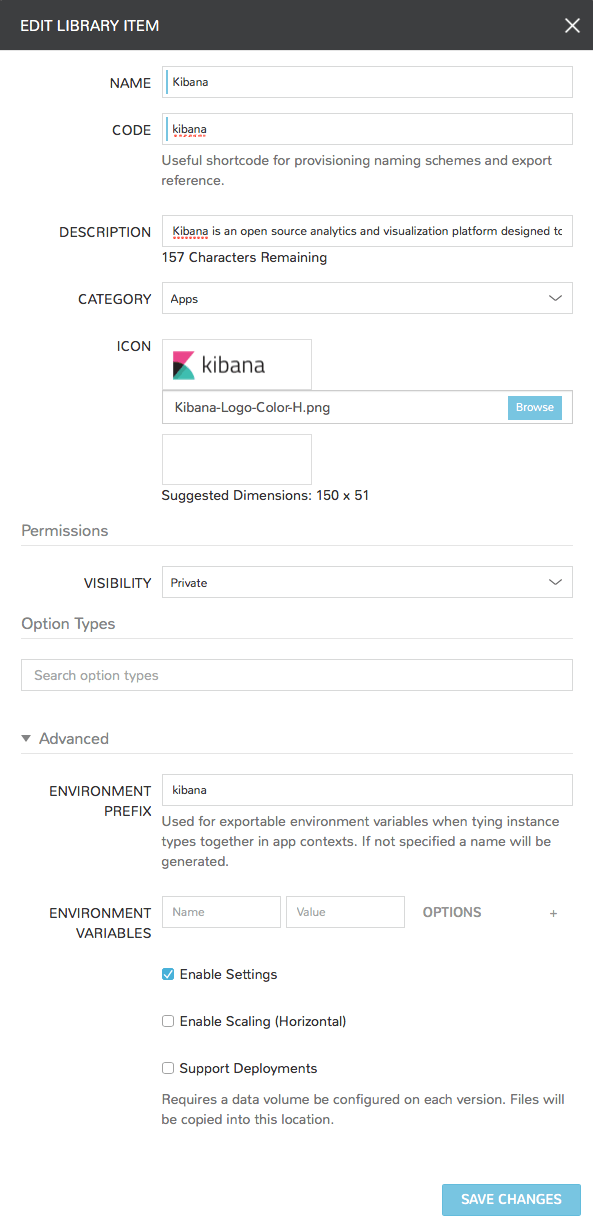 EDIT LIBRARY ITEM
NAME
Kibana
CODE
kibana
Useful shortcode for provisioning naming schemes and export
reference.
DESCRIPTION
Kibana is an open source analytics and visualization platform designed to
157 Characters Remaining
CATEGORY
Apps
ICON
kibana
Kibana-Logo-Color-H.png
Browse
Suggested Dimensions: 150 x 51
Permissions
VISIBILITY
Private
Option Types
Search option types
Advanced
ENVIRONMENT
PREFIX
kibana
Used for exportable environment variables when tying instance
types together in app contexts. If not specified a name will be
generated.
ENVIRONMENT
VARIABLES
Name
Value
OPTIONS
+
Enable Settings
Enable Scaling (Horizontal)
Support Deployments
Requires a data volume be configured on each version. Files will
be copied into this location.
SAVE CHANGES